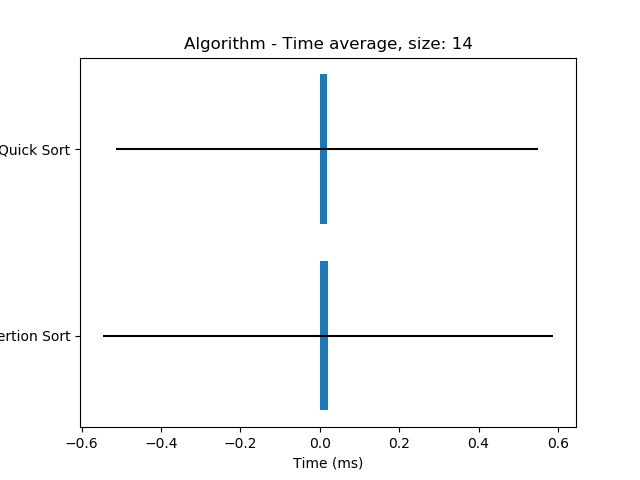 Algorithm - Time average, size: 14
Quick Sort
ertion Sort
−0.6 −0.4 −0.2 0.0 0.2 0.4 0.6
Time (ms)